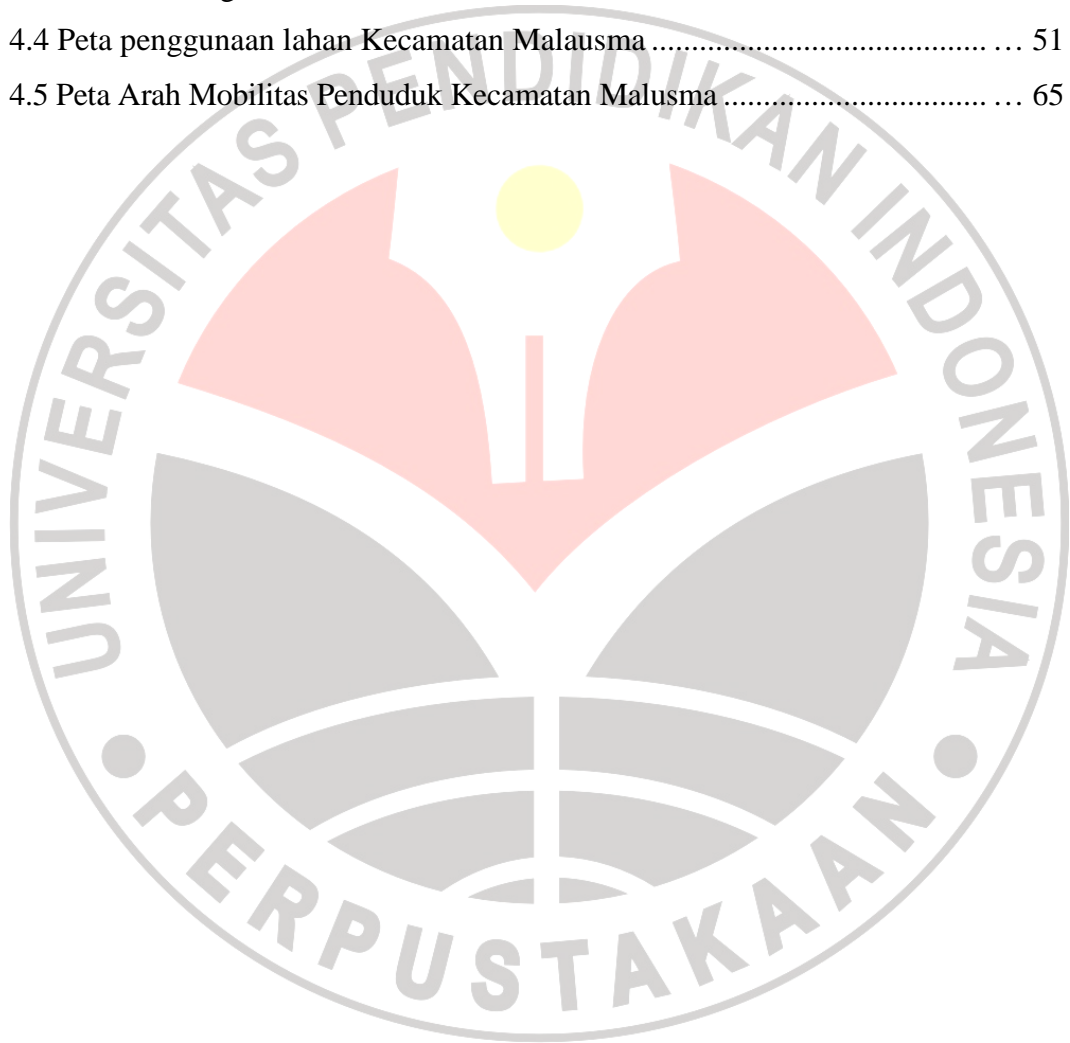 4.4 Peta penggunaan lahan Kecamatan Malausma ..................................... … 51
4.5 Peta Arah Mobilitas Penduduk Kecamatan Malusma ............................. … 65
UNIVERSITAS PENDIDIKAN INDONESIA
PERPUSTAKAAN